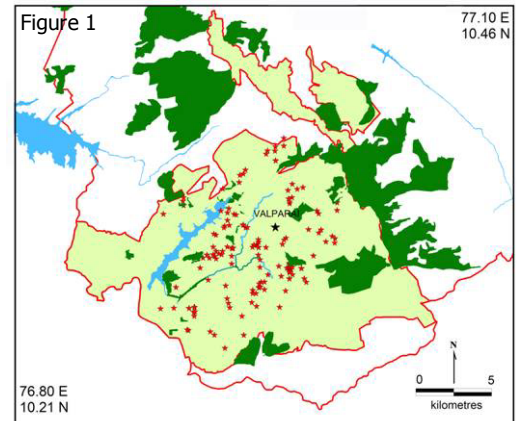 Figure 1
77.10 E
10.46 N
VALPARAI
N
76.80 E
10.21 N
0 5
kilometres